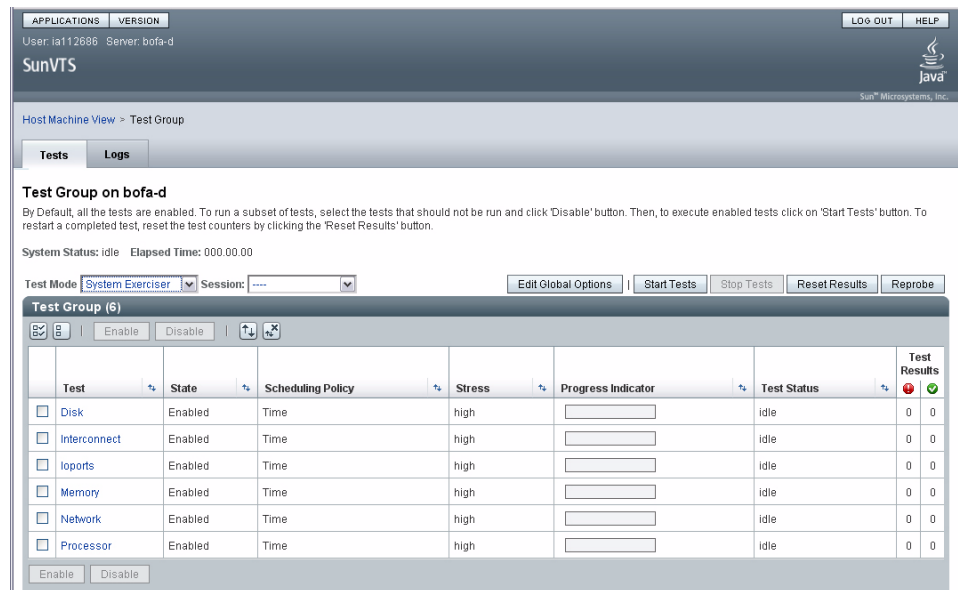 APPLICATIONS VERSION LOG OUT HELP
User: ia112686 Server: bofa-d
SunVTS
Java™
Sun™ Microsystems, Inc.
Host Machine View > Test Group
Tests Logs
Test Group on bofa-d
By Default, all the tests are enabled. To run a subset of tests, select the tests that should not be run and click 'Disable' button. Then, to execute enabled tests click on 'Start Tests' button. To
restart a completed test, reset the test counters by clicking the 'Reset Results' button.
System Status: idle Elapsed Time: 000.00.00
Test Mode System Exerciser Session: ---- Edit Global Options | Start Tests Stop Tests Reset Results Reprobe
Test Group (6)
| Enable Disable |
Test
Results
Test State Scheduling Policy Stress Progress Indicator Test Status
Disk Enabled Time high idle 0 0
Interconnect Enabled Time high idle 0 0
Ioports Enabled Time high idle 0 0
Memory Enabled Time high idle 0 0
Network Enabled Time high idle 0 0
Processor Enabled Time high idle 0 0
Enable Disable